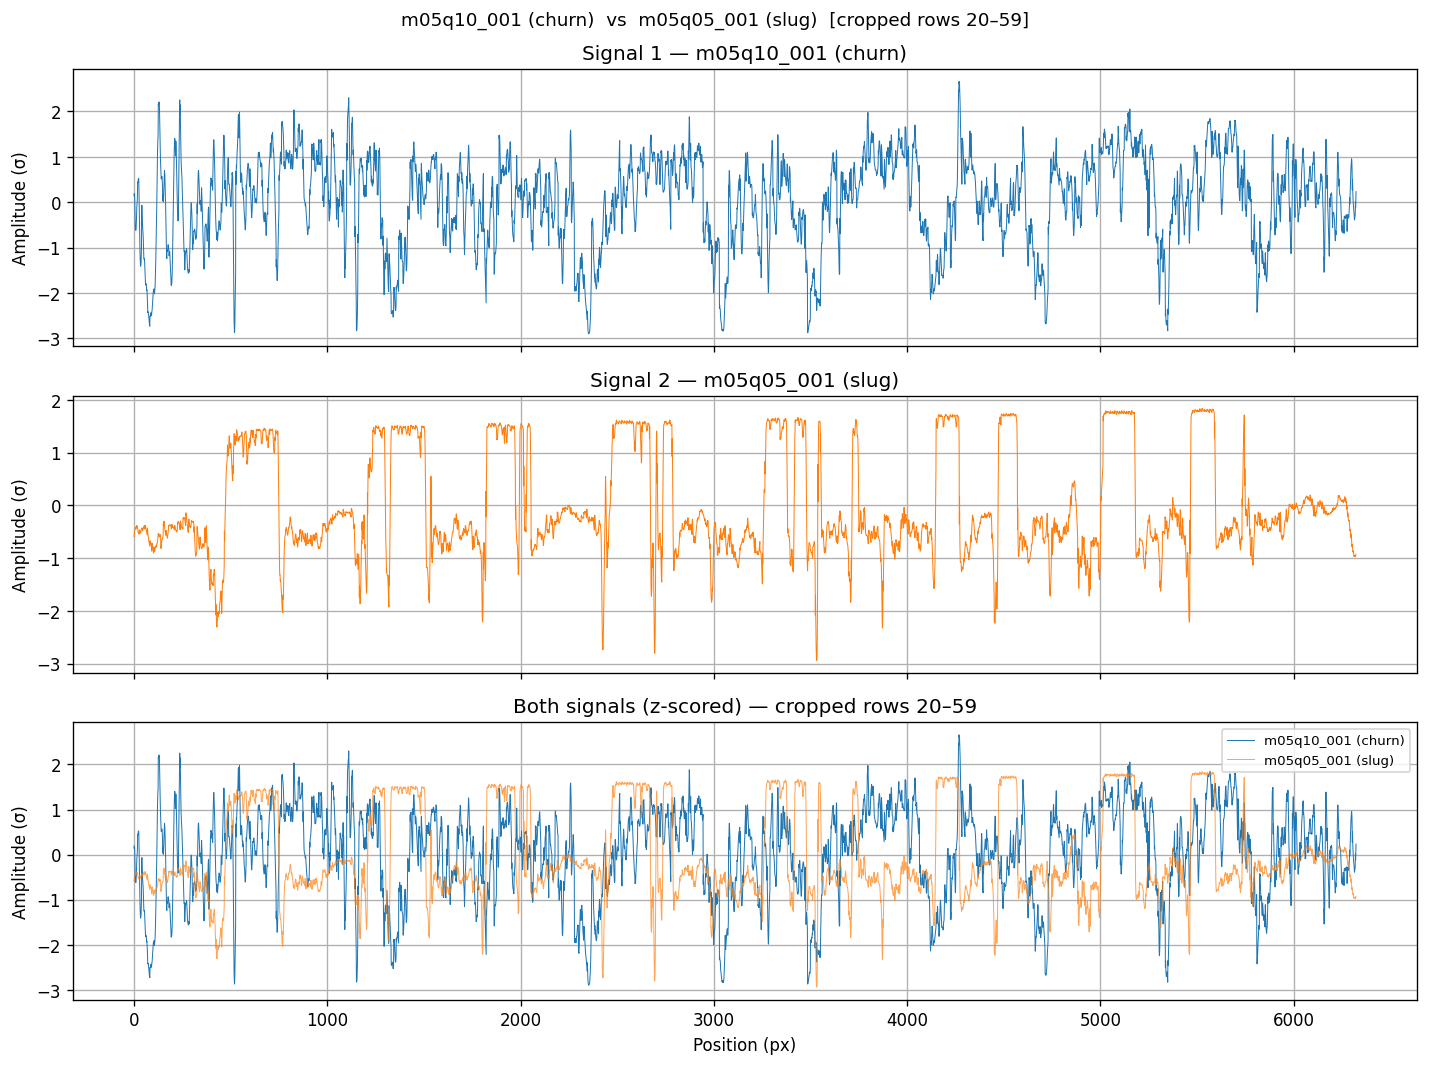 m05q10_001 (churn)  vs  m05q05_001 (slug)  [cropped rows 20–59]
Signal 1 — m05q10_001 (churn)
Amplitude (σ)
2
1
0
−1
−2
−3
Signal 2 — m05q05_001 (slug)
Amplitude (σ)
2
1
0
−1
−2
−3
Both signals (z-scored) — cropped rows 20–59
m05q10_001 (churn)
m05q05_001 (slug)
Amplitude (σ)
2
1
0
−1
−2
−3
0 1000 2000 3000 4000 5000 6000
Position (px)